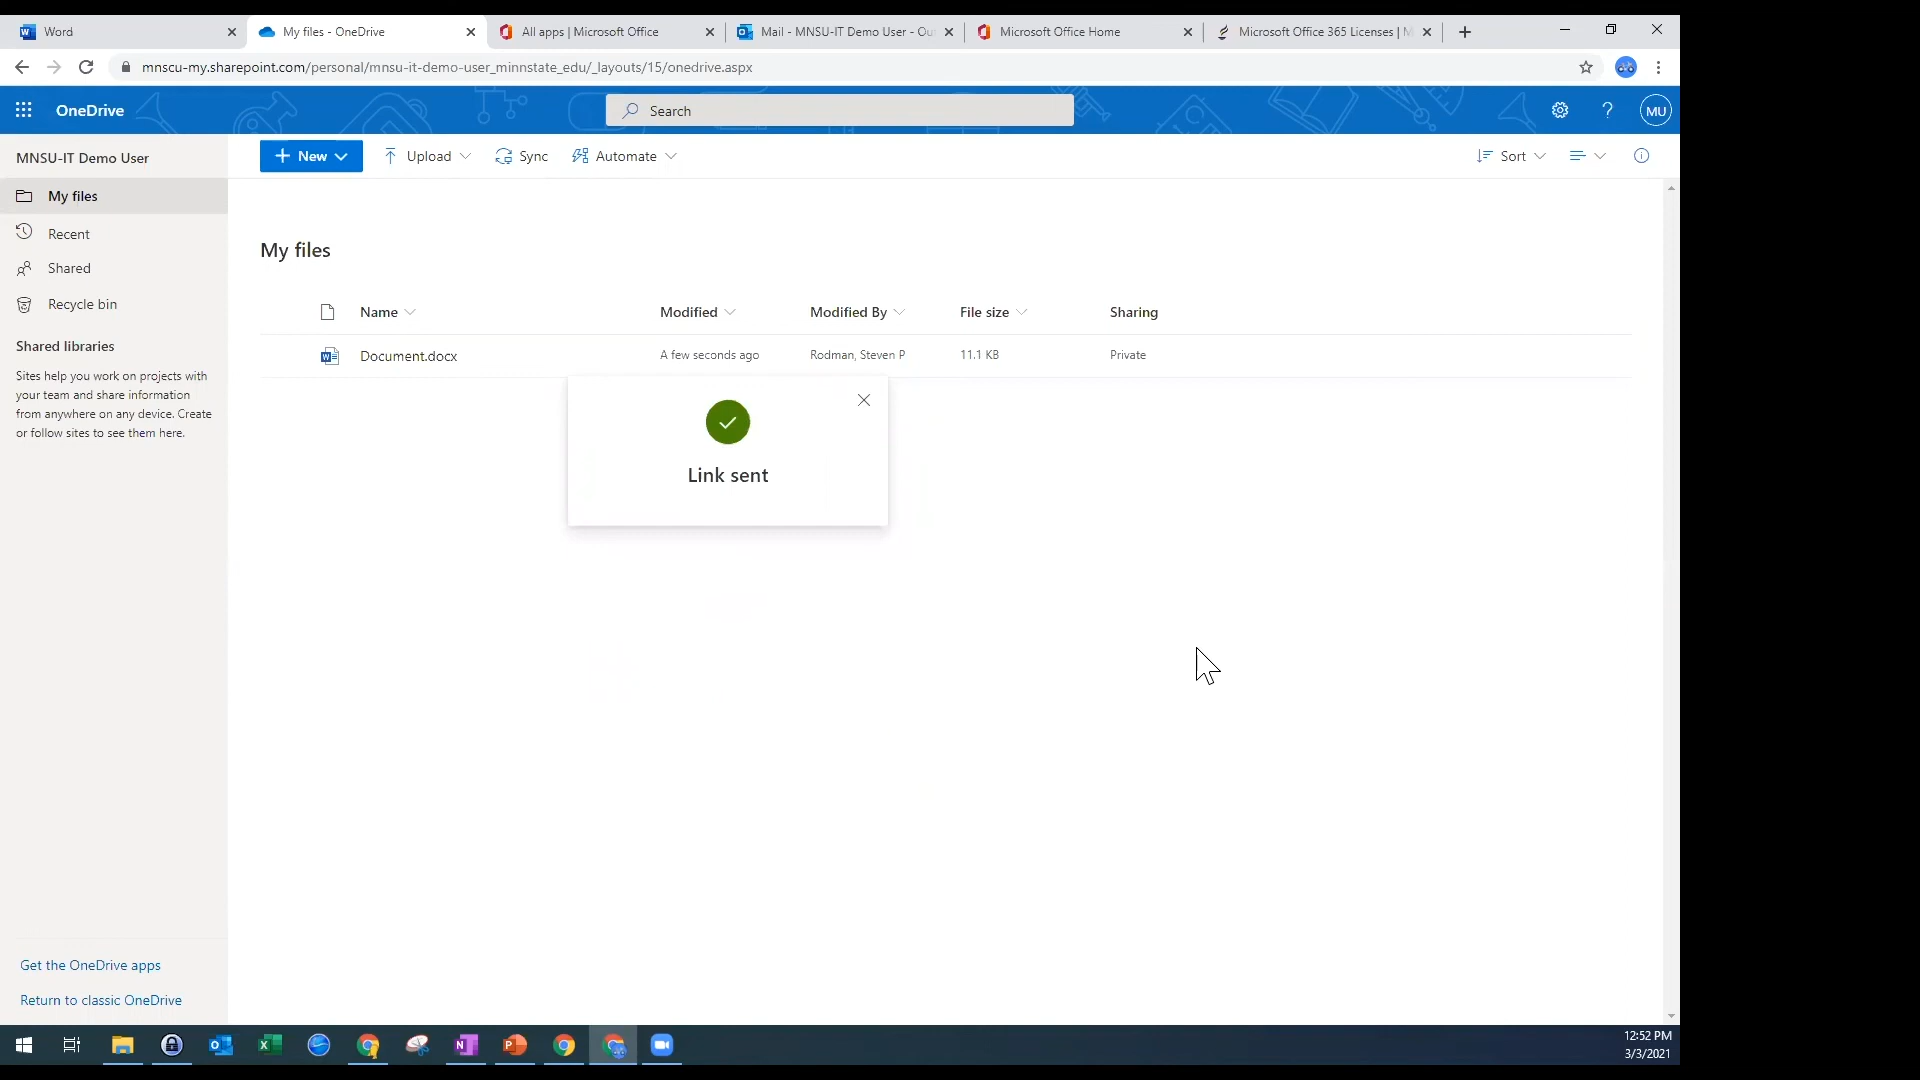 Word
My files - OneDrive
All apps | Microsoft Office
Mail - MNSU-IT Demo User - Ou
Microsoft Office Home
Microsoft Office 365 Licenses | M
mnscu-my.sharepoint.com/personal/mnsu-it-demo-user_minnstate_edu/_layouts/15/onedrive.aspx
OneDrive
Search
?
MU
MNSU-IT Demo User
New
Upload
Sync
Automate
Sort
My files
Recent
Shared
Recycle bin
Shared libraries
Sites help you work on projects with
your team and share information
from anywhere on any device. Create
or follow sites to see them here.
My files
Name Modified Modified By File size Sharing
Document.docx A few seconds ago Rodman, Steven P 11.1 KB Private
Link sent
Get the OneDrive apps
Return to classic OneDrive
12:52 PM
3/3/2021